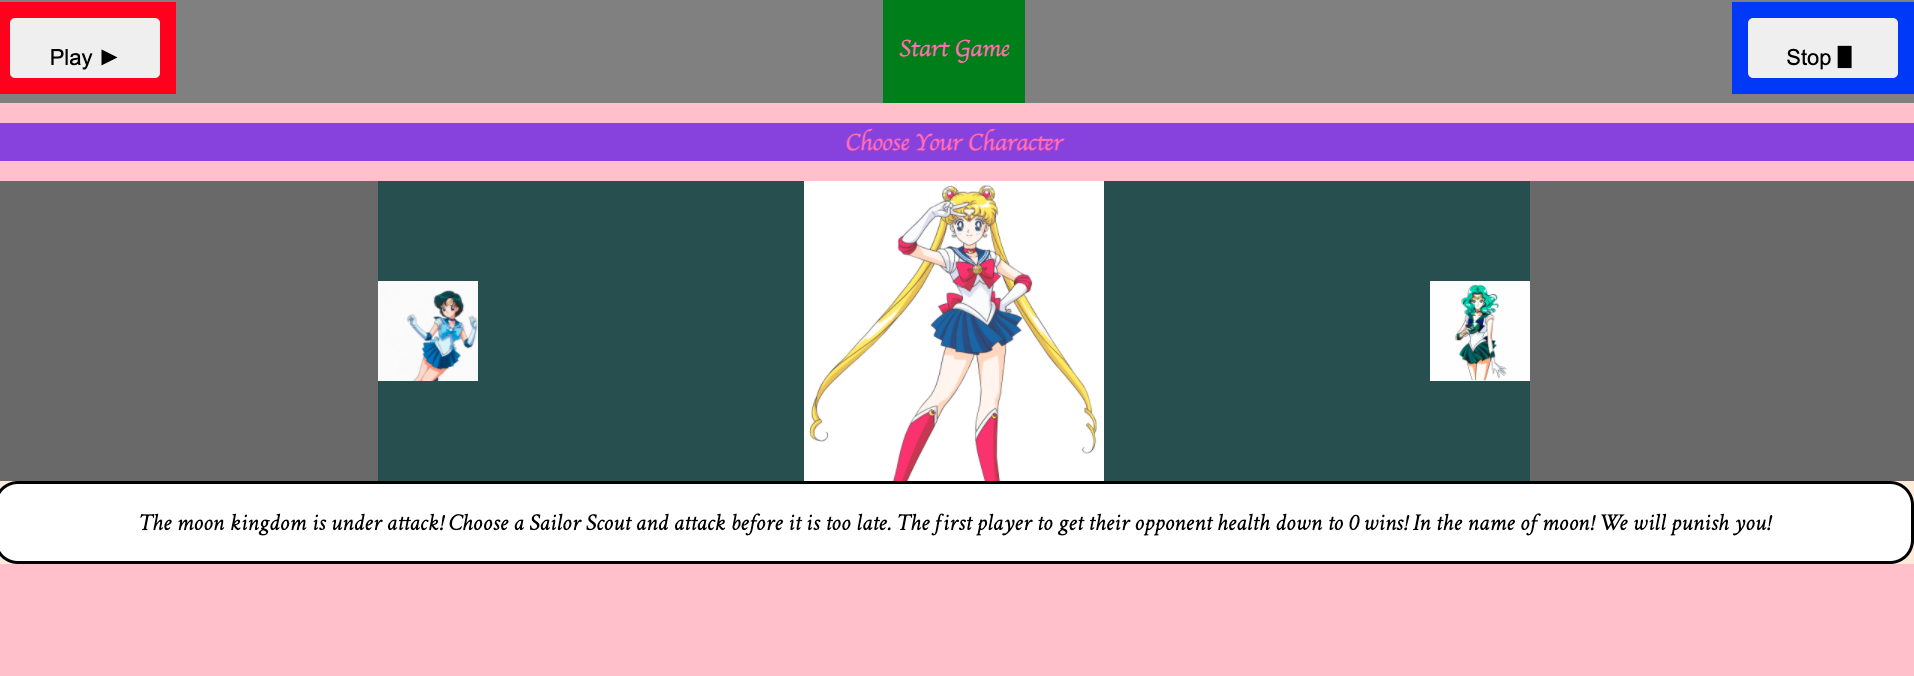 Play ►
Start Game
Stop █
Choose Your Character
The moon kingdom is under attack! Choose a Sailor Scout and attack before it is too late. The first player to get their opponent health down to 0 wins! In the name of moon! We will punish you!